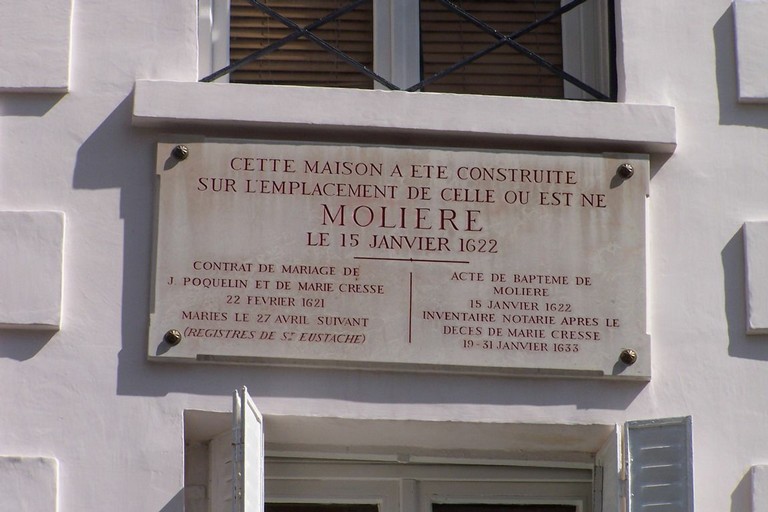 CETTE MAISON A ETE CONSTRUITE
SUR L'EMPLACEMENT DE CELLE OU EST NE
MOLIERE
LE 15 JANVIER 1622
CONTRAT DE MARIAGE DE
J. POQUELIN ET DE MARIE CRESSE
22 FEVRIER 1621
MARIES LE 27 AVRIL SUIVANT
(REGISTRES DE St EUSTACHE)
ACTE DE BAPTEME DE
MOLIERE
15 JANVIER 1622
INVENTAIRE NOTARIE APRES LE
DECES DE MARIE CRESSE
19-31 JANVIER 1633